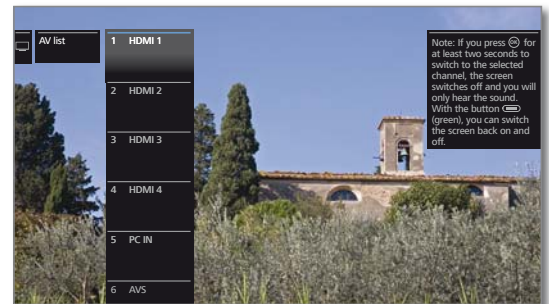 AV list
1 HDMI 1
2 HDMI 2
3 HDMI 3
4 HDMI 4
5 PC IN
6 AVS
Note: If you press OK for
at least two seconds to
switch to the selected
channel, the screen
switches off and you will
only hear the sound.
With the button
(green), you can switch
the screen back on and
off.